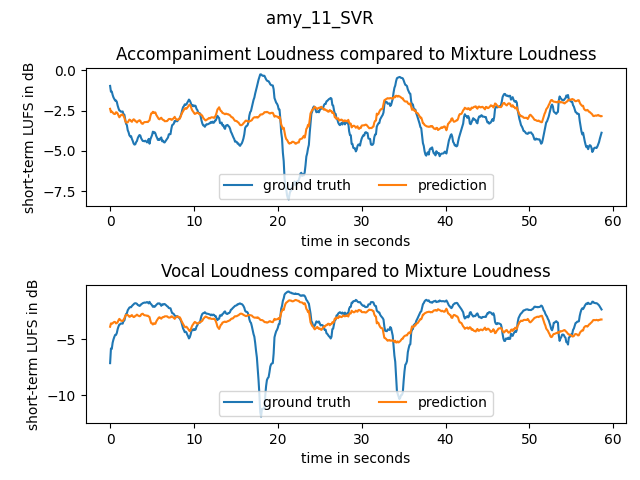 amy_11_SVR
Accompaniment Loudness compared to Mixture Loudness
short-term LUFS in dB
0.0
−2.5
−5.0
−7.5
ground truth
prediction
0 10 20 30 40 50 60
time in seconds
Vocal Loudness compared to Mixture Loudness
short-term LUFS in dB
−5
−10
ground truth
prediction
0 10 20 30 40 50 60
time in seconds